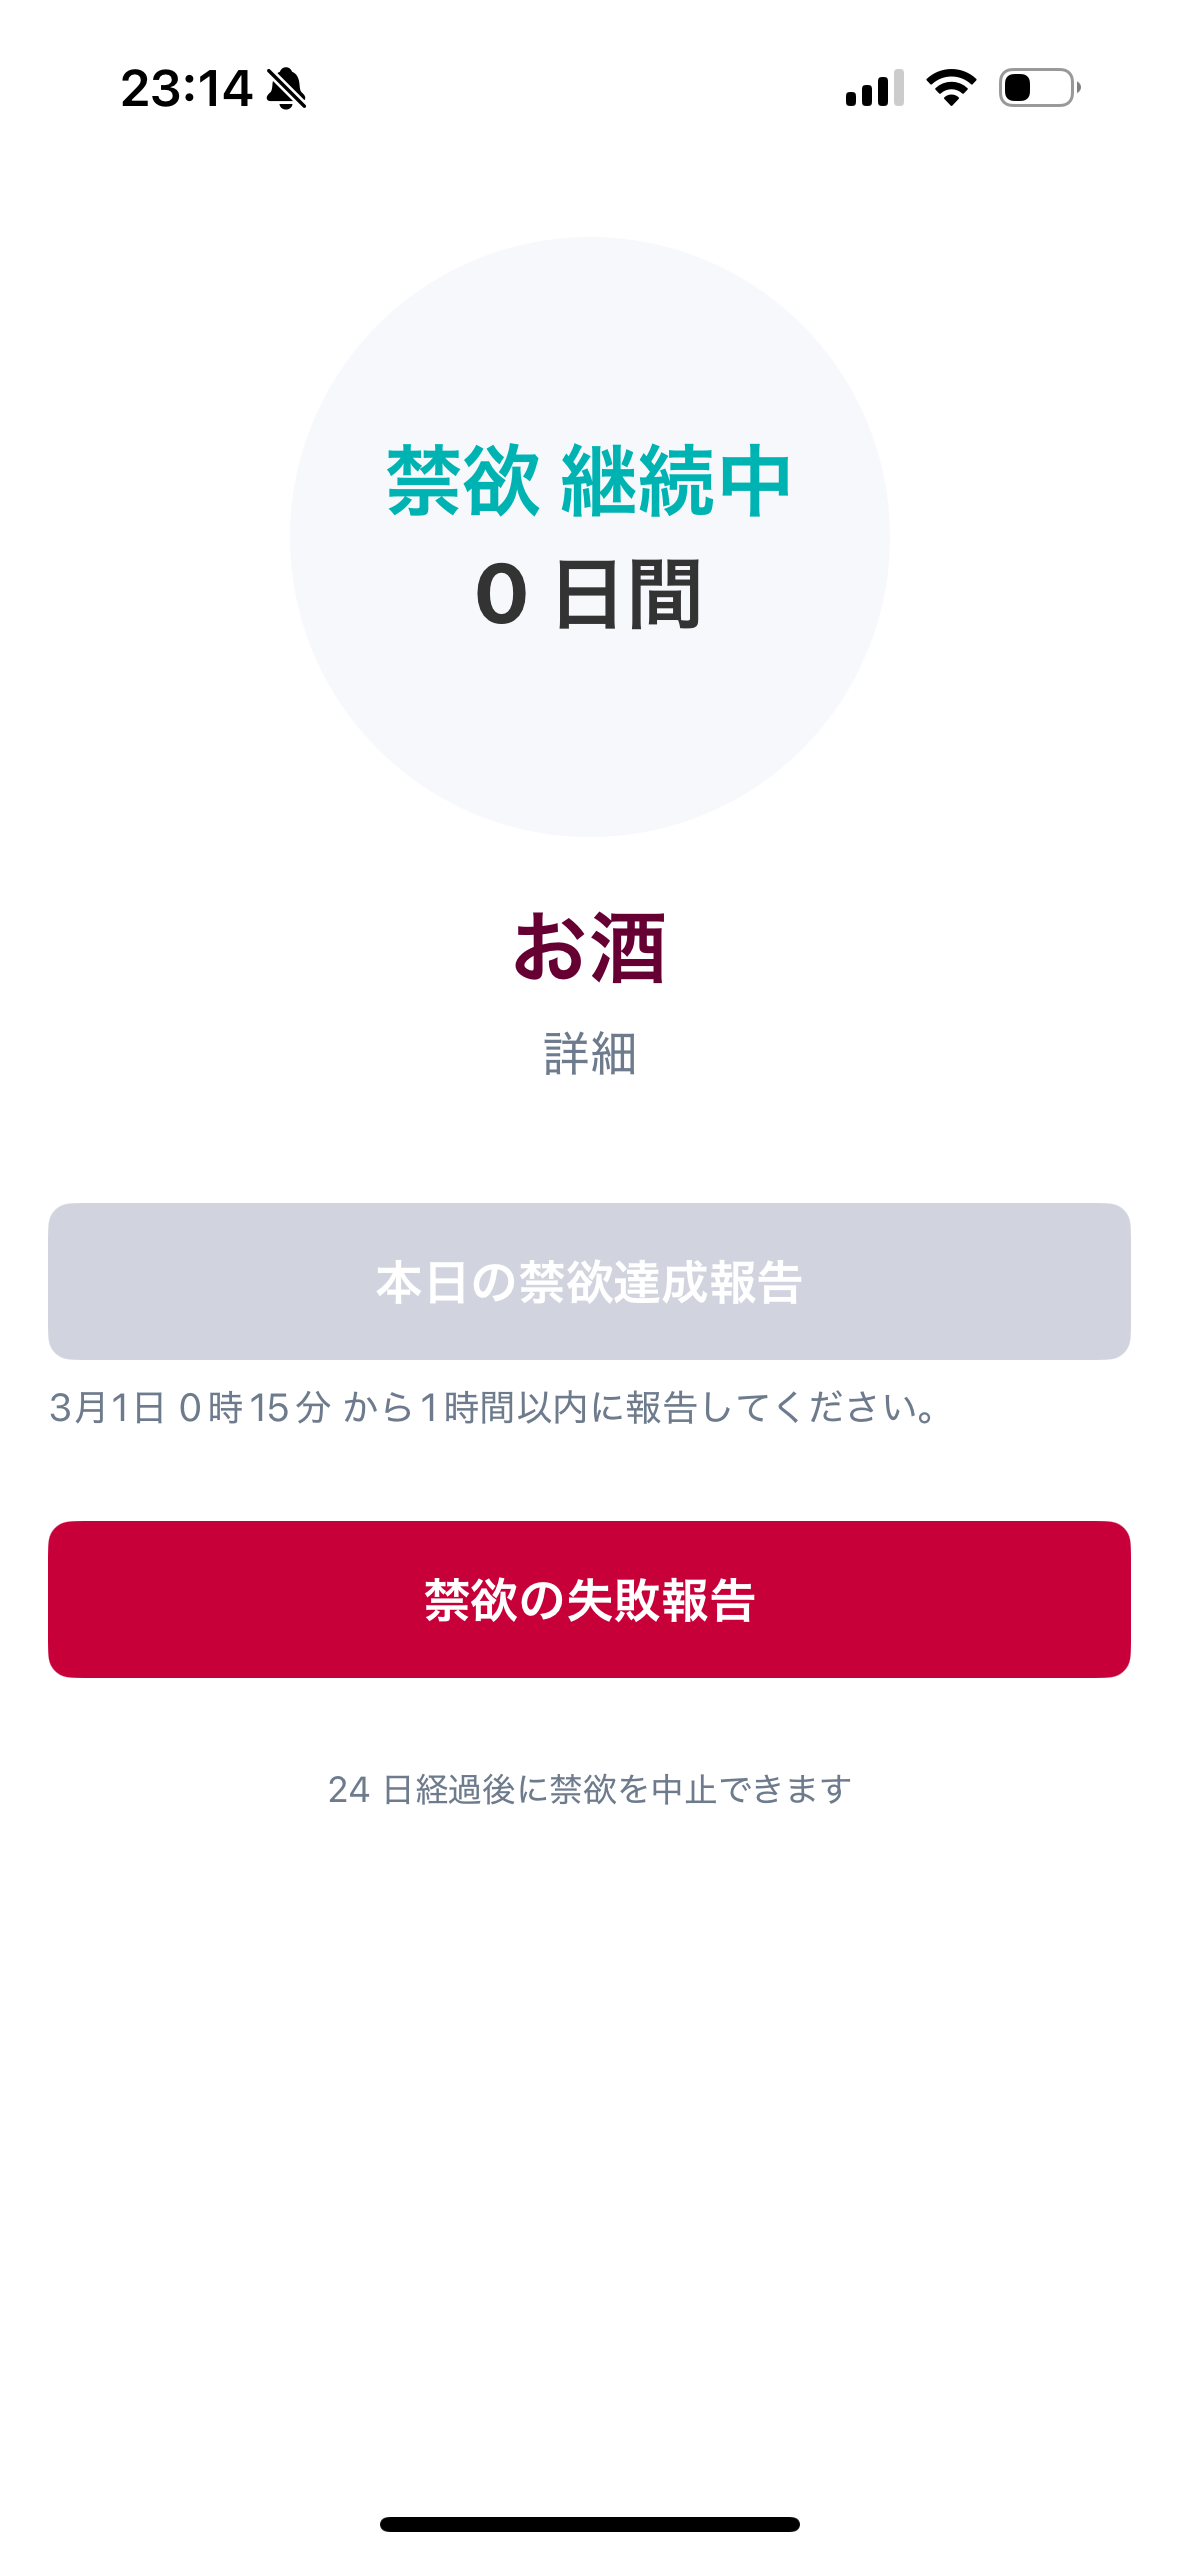 23:14
禁欲 継続中
0 日間
お酒
詳細
本日の禁欲達成報告
3月1日 0時15分 から1時間以内に報告してください。
禁欲の失敗報告
24 日経過後に禁欲を中止できます